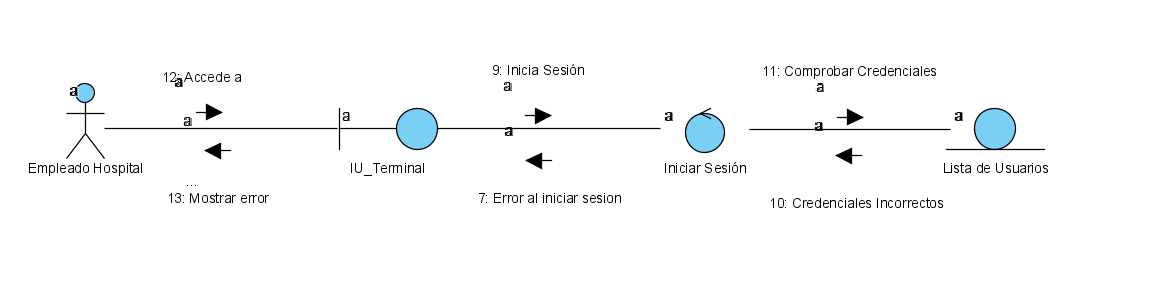 12: Accede a
a
a
a
Empleado Hospital
...
13: Mostrar error
a
IU_Terminal
9: Inicia Sesión
a
a
7: Error al iniciar sesion
a
Iniciar Sesión
11: Comprobar Credenciales
a
a
10: Credenciales Incorrectos
a
Lista de Usuarios